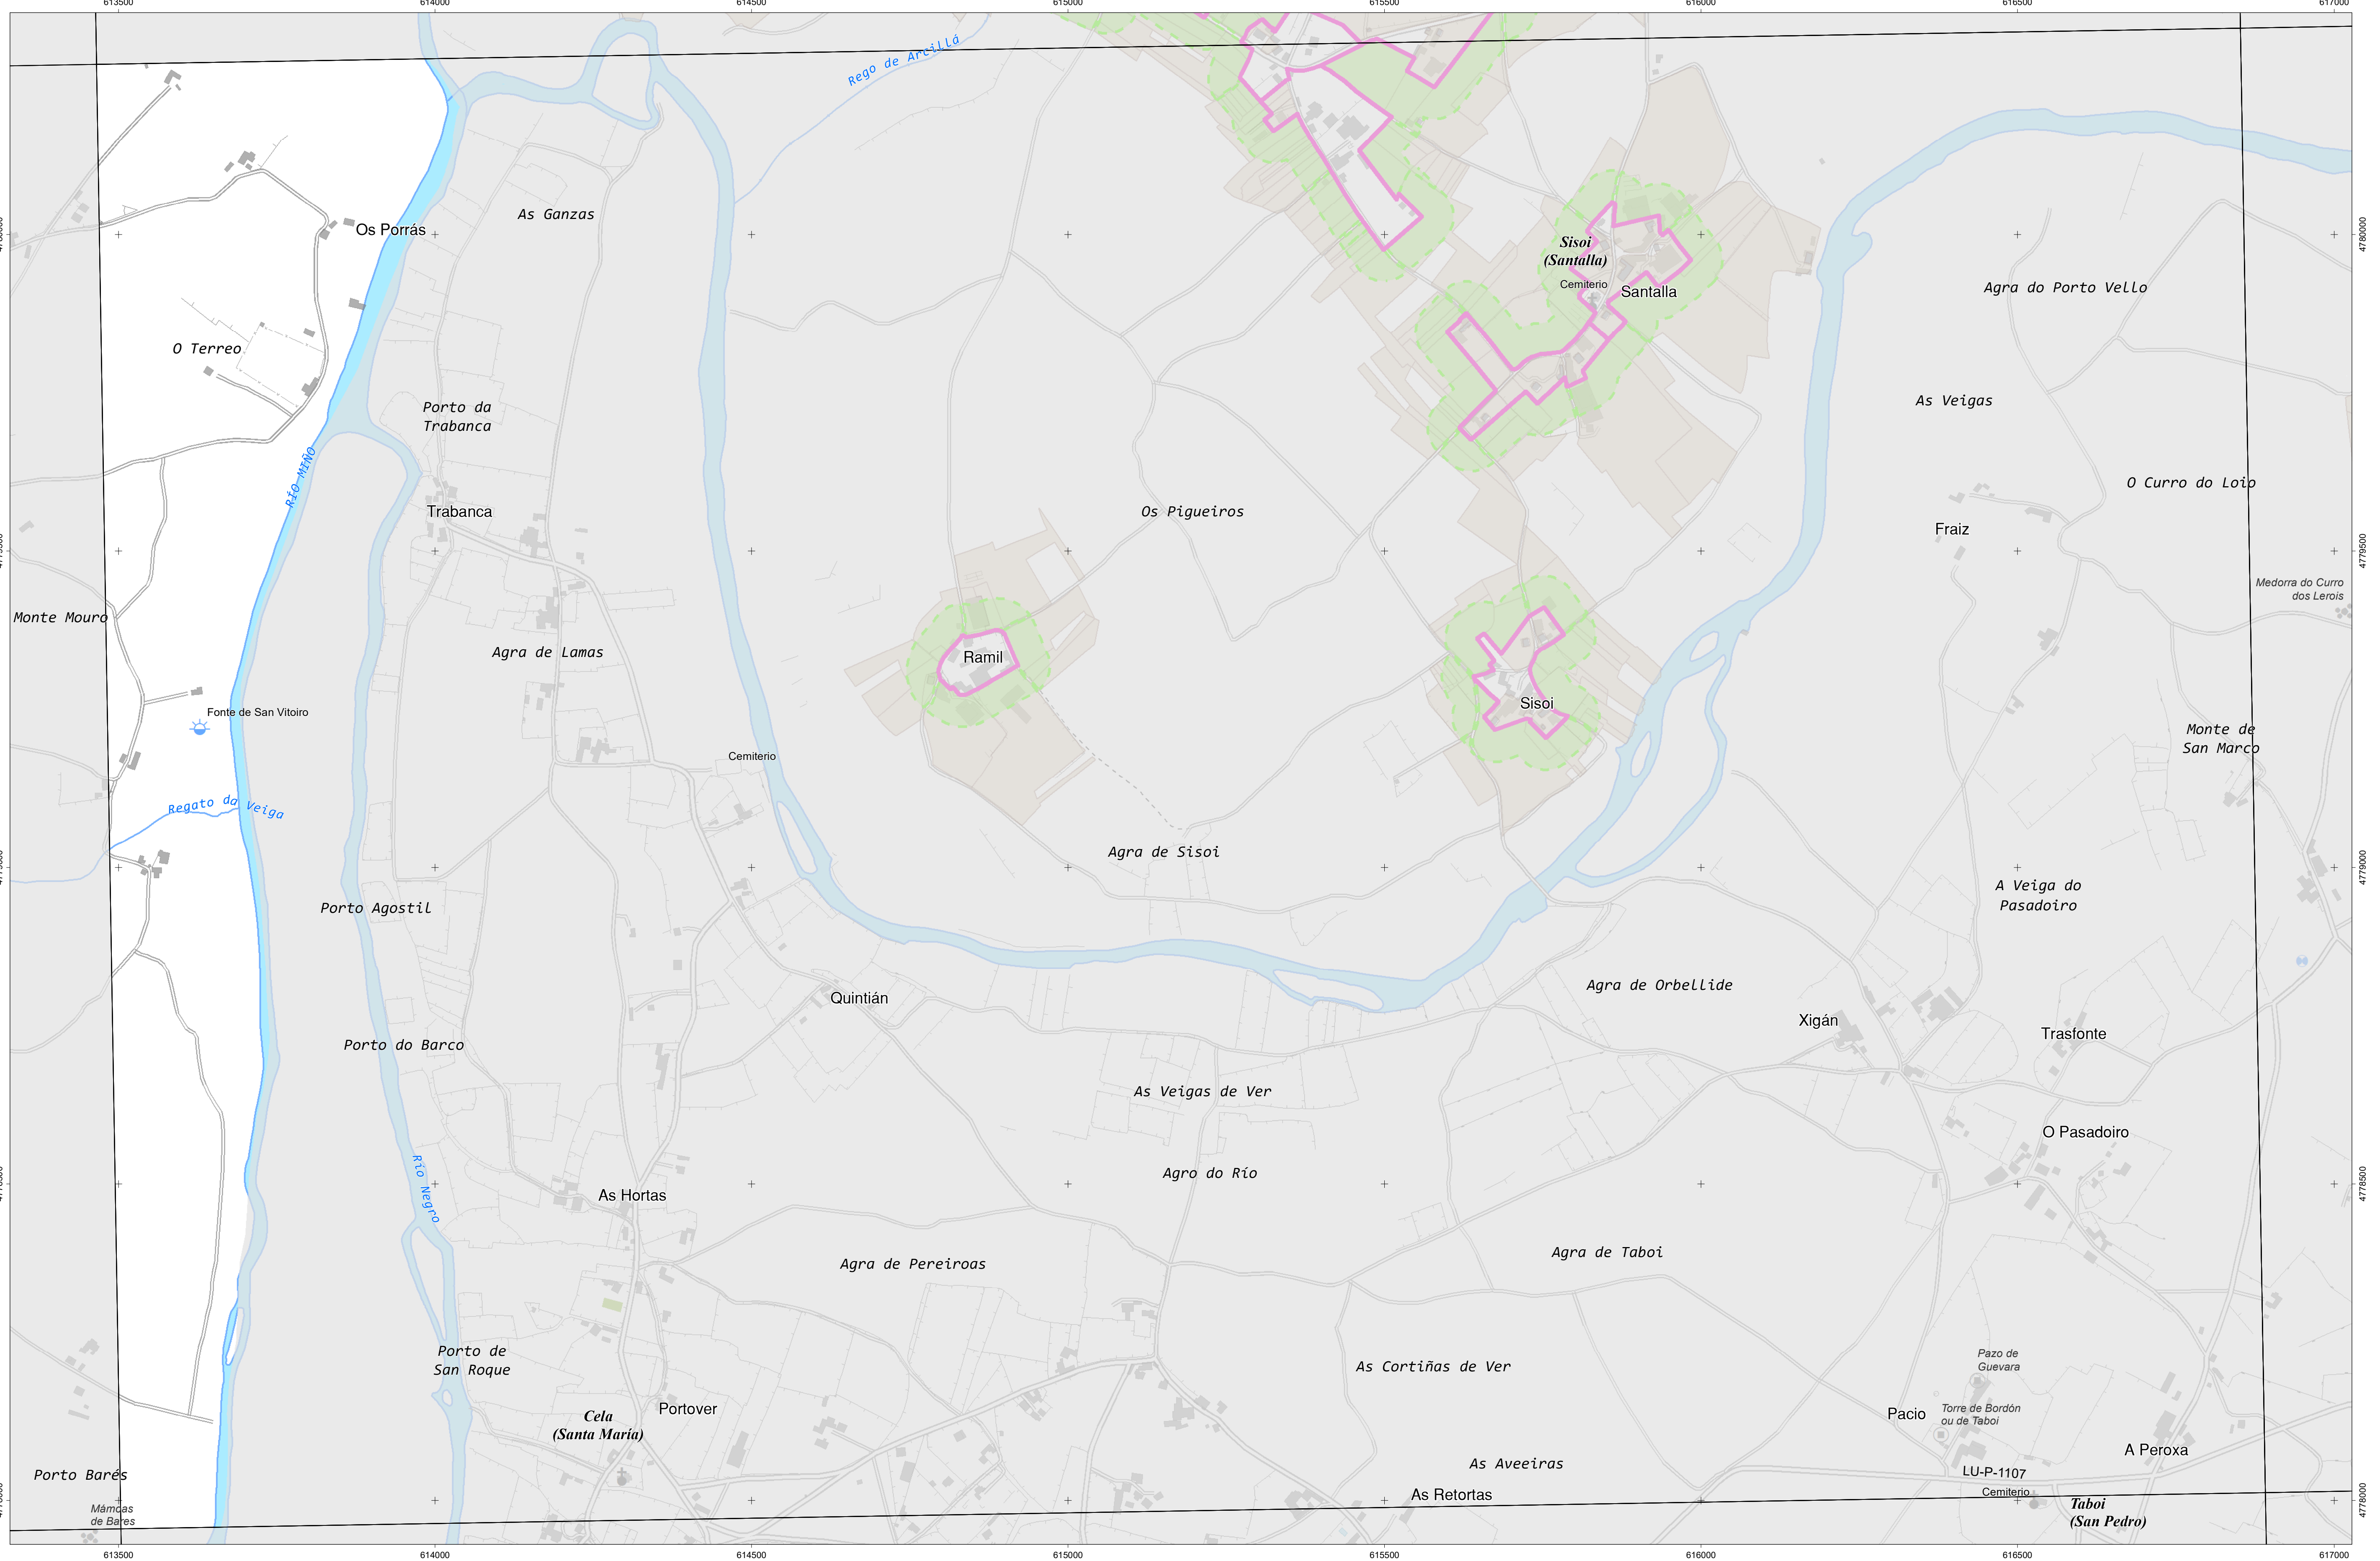 613500
614000
614500
615000
615500
616000
616500
617000
Rego de Arcillá
As Ganzas
Os Porrás
4780000
4780000
Sisoi
(Santalla)
Cemiterio
Santalla
Agra do Porto Vello
O Terreo
Porto da
Trabanca
As Veigas
RÍO MIÑO
O Curro do Loio
Trabanca
Os Pigueiros
Fraiz
4779500
4779500
Medorra do Curro
dos Lerois
Monte Mouro
Agra de Lamas
Ramil
Sisoi
Fonte de San Vitoiro
Monte de
San Marco
Cemiterio
Regato da Veiga
Agra de Sisoi
4779000
4779000
A Veiga do
Pasadoiro
Porto Agostil
Agra de Orbellide
Quintián
Xigán
Trasfonte
Porto do Barco
As Veigas de Ver
O Pasadoiro
Agro do Río
4778500
4778500
Río Negro
As Hortas
Agra de Taboi
Agra de Pereiroas
Porto de
San Roque
As Cortiñas de Ver
Pazo de
Guevara
Portover
Cela
(Santa María)
Pacio
Torre de Bordón
ou de Taboi
A Peroxa
As Aveeiras
Porto Barés
LU-P-1107
As Retortas
Cemiterio
4778000
4778000
Mámoas
de Bares
Taboi
(San Pedro)
613500
614000
614500
615000
615500
616000
616500
617000